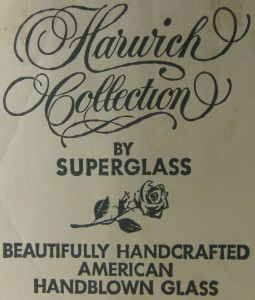 Harwich
Collection
BY
SUPERGLASS
BEAUTIFULLY HANDCRAFTED
AMERICAN
HANDBLOWN GLASS